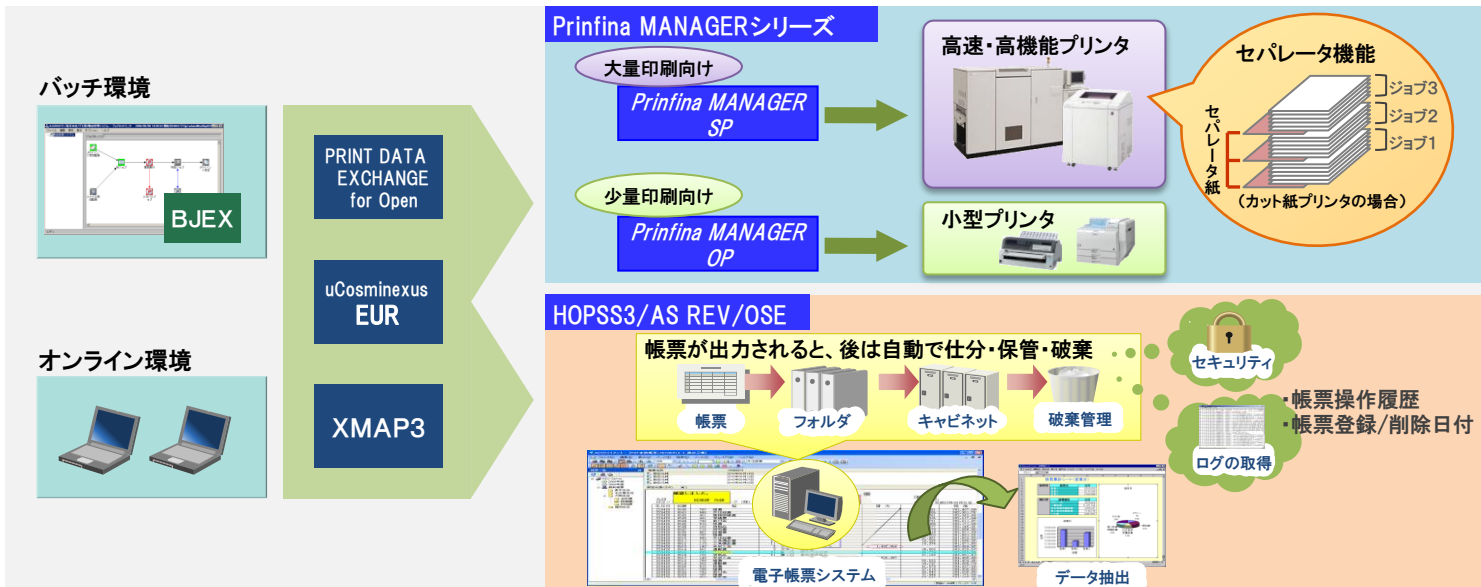 バッチ環境
BJEX
オンライン環境
PRINT DATA
EXCHANGE
for Open
uCosminexus
EUR
XMAP3
Prinfina MANAGERシリーズ
大量印刷向け
Prinfina MANAGER
SP
少量印刷向け
Prinfina MANAGER
OP
高速・高機能プリンタ
小型プリンタ
セパレータ機能
ジョブ3
ジョブ2
ジョブ1
セパレータ紙
(カット紙プリンタの場合)
HOPSS3/AS REV/OSE
帳票が出力されると、後は自動で仕分・保管・破棄
帳票
フォルダ
キャビネット
破棄管理
セキュリティ
・帳票操作履歴
・帳票登録/削除日付
ログの取得
電子帳票システム
データ抽出